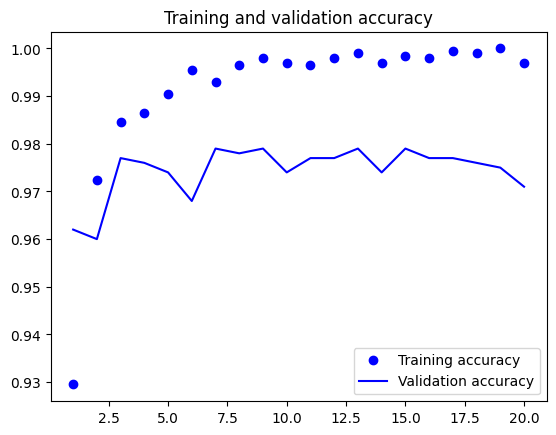 Training and validation accuracy
1.00
0.99
0.98
0.97
0.96
0.95
0.94
0.93
Training accuracy
Validation accuracy
2.5 5.0 7.5 10.0 12.5 15.0 17.5 20.0